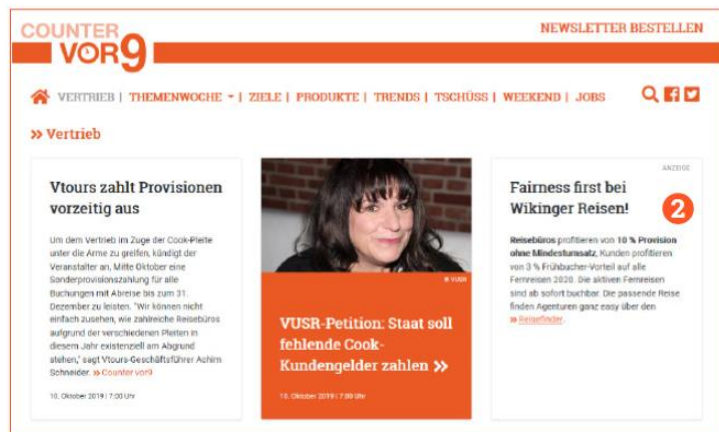 COUNTER
VOR9
NEWSLETTER BESTELLEN
VERTRIEB | THEMENWOCHE | ZIELE | PRODUKTE | TRENDS | TSCHÜSS | WEEKEND | JOBS
» Vertrieb
Vtours zahlt Provisionen
vorzeitig aus
Um dem Vertrieb im Zuge der Cook-Pleite
unter die Arme zu greifen, kündigt der
Veranstalter an, Mitte Oktober eine
Sonderprovisionszahlung für alle
Buchungen mit Abreise bis zum 31.
Dezember zu leisten. "Wir können nicht
einfach zusehen, wie zahlreiche Reisebüros
aufgrund der verschiedenen Pleiten in
diesem Jahr existenziell am Abgrund
stehen," sagt Vtours-Geschäftsführer Achim
Schneider. » Counter vor9
10. Oktober 2019 | 7:00 Uhr
© VUSR
VUSR-Petition: Staat soll
fehlende Cook-
Kundengelder zahlen »
10. Oktober 2019 | 7:00 Uhr
ANZEIGE
Fairness first bei
Wikinger Reisen!
2
Reisebüros profitieren von 10 % Provision
ohne Mindestumsatz, Kunden profitieren
von 3 % Frühbucher-Vorteil auf alle
Fernreisen 2020. Die aktiven Fernreisen
sind ab sofort buchbar. Die passende Reise
finden Agenturen ganz easy über den
» Reisefinder.